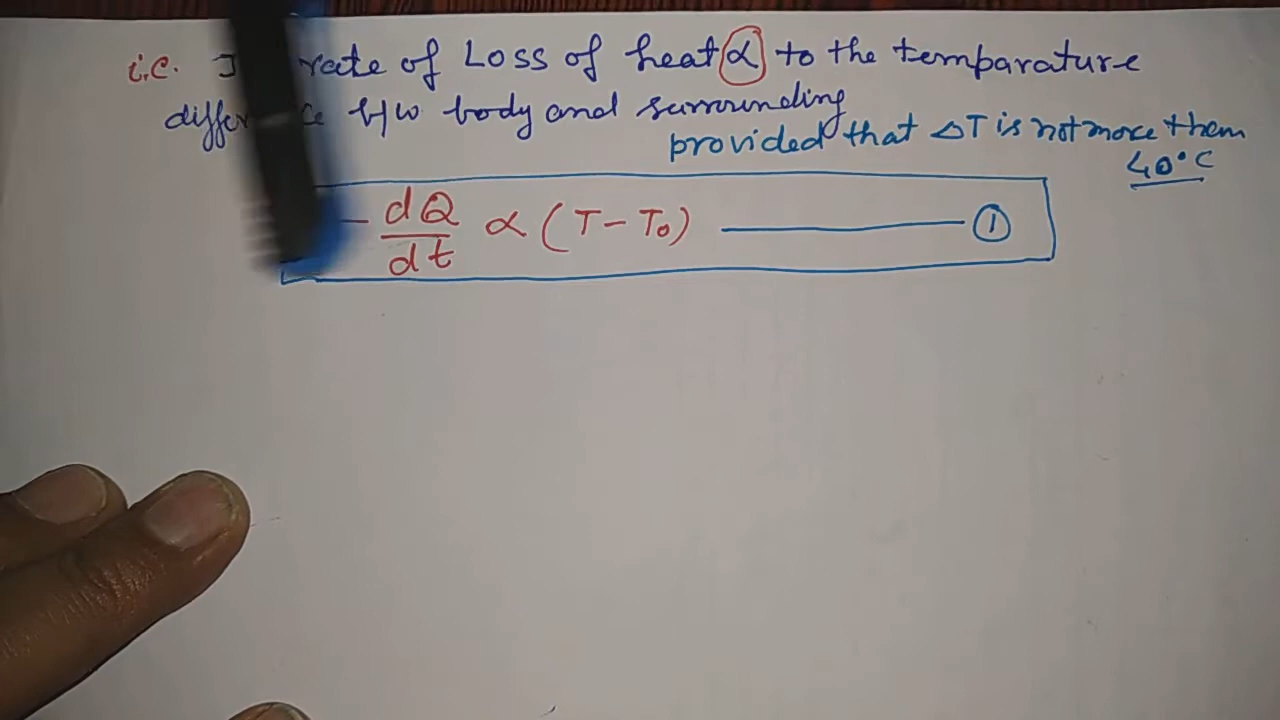 i.e. rate of Loss of heat ∝ to the temparature
b/w body and surrounding
provided that ΔT is not more them
40°C
- dQ/dt ∝ (T - T₀) ——— ①